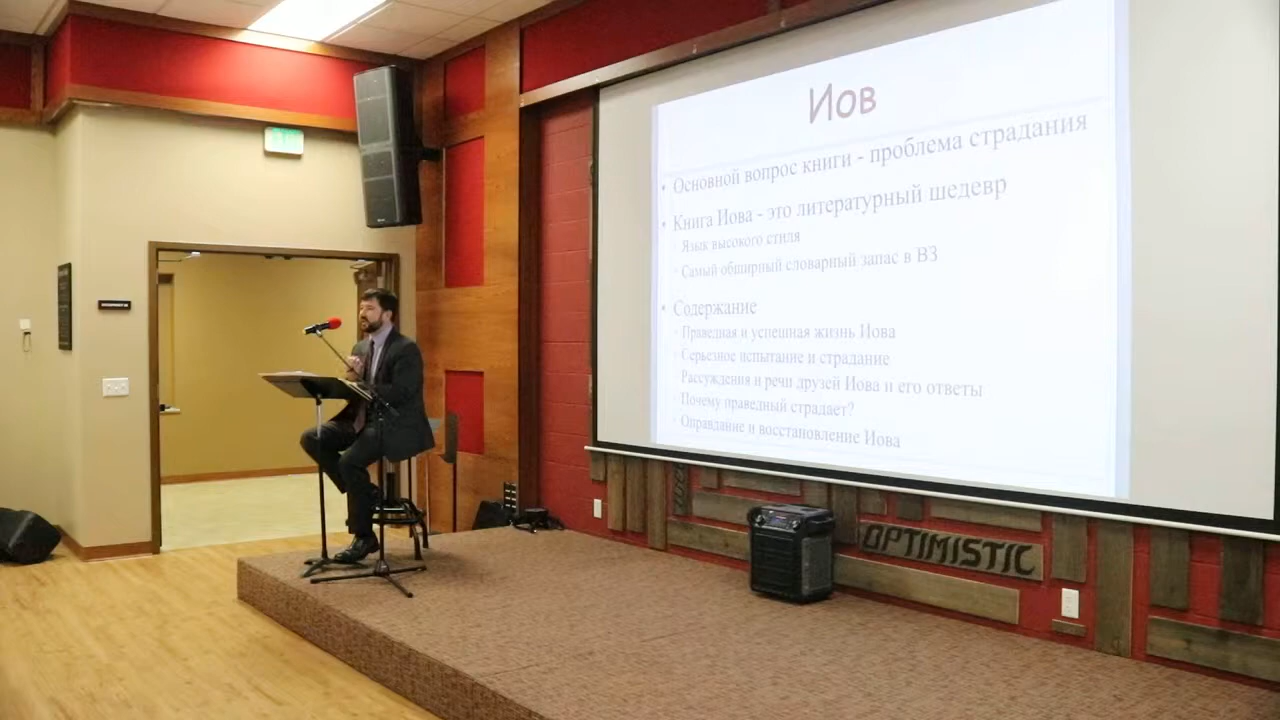 Иов
• Основной вопрос книги - проблема страдания
• Книга Иова - это литературный шедевр
Язык высокого стиля
Самый обширный словарный запас в ВЗ
• Содержание
Праведная и успешная жизнь Иова
Серьезное испытание и страдание
Рассуждения и речи друзей Иова и его ответы
Почему праведный страдает?
Оправдание и восстановление Иова
OPTIMISTIC